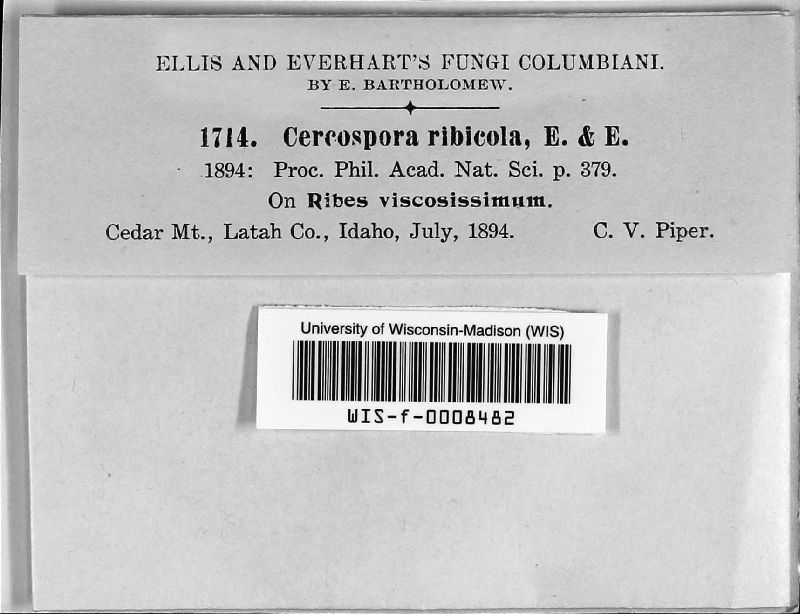 ELLIS AND EVERHART'S FUNGI COLUMBIANI.
BY E. BARTHOLOMEW.
1714. Cercospora ribicola, E. & E.
1894: Proc. Phil. Acad. Nat. Sci. p. 379.
On Ribes viscosissimum.
Cedar Mt., Latah Co., Idaho, July, 1894. C. V. Piper.
University of Wisconsin-Madison (WIS)
WIS-f-0008482